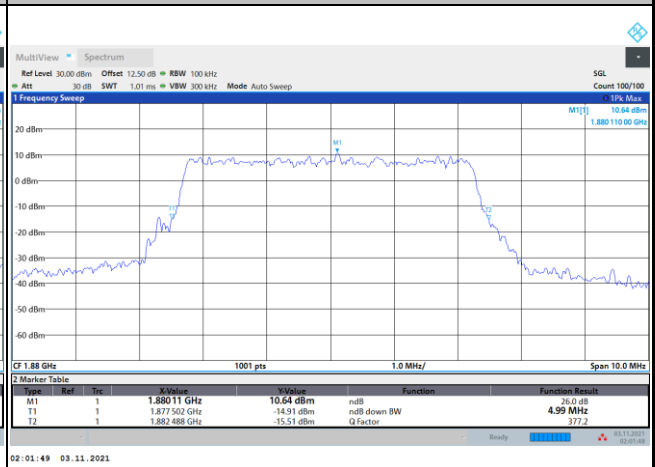 MultiView Spectrum
Ref Level 30.00 dBm Offset 12.50 dB RBW 100 kHz SGL
Att 30 dB SWT 1.01 ms VBW 300 kHz Mode Auto Sweep Count 100/100
1 Frequency Sweep 1Pk Max
M1[1] 10.64 dBm
1.880 110 00 GHz
M1
20 dBm
10 dBm
0 dBm
-10 dBm
T1 T2
-20 dBm
-30 dBm
-40 dBm
-50 dBm
-60 dBm
CF 1.88 GHz 1001 pts 1.0 MHz/ Span 10.0 MHz
2 Marker Table
Type Ref Trc X-Value Y-Value Function Function Result
M1 1 1.88011 GHz 10.64 dBm ndB 26.0 dB
T1 1 1.877 502 GHz -14.91 dBm ndB down BW 4.99 MHz
T2 1 1.882 488 GHz -15.51 dBm Q Factor 377.2
Ready 03.11.2021
02:01:49 03.11.2021